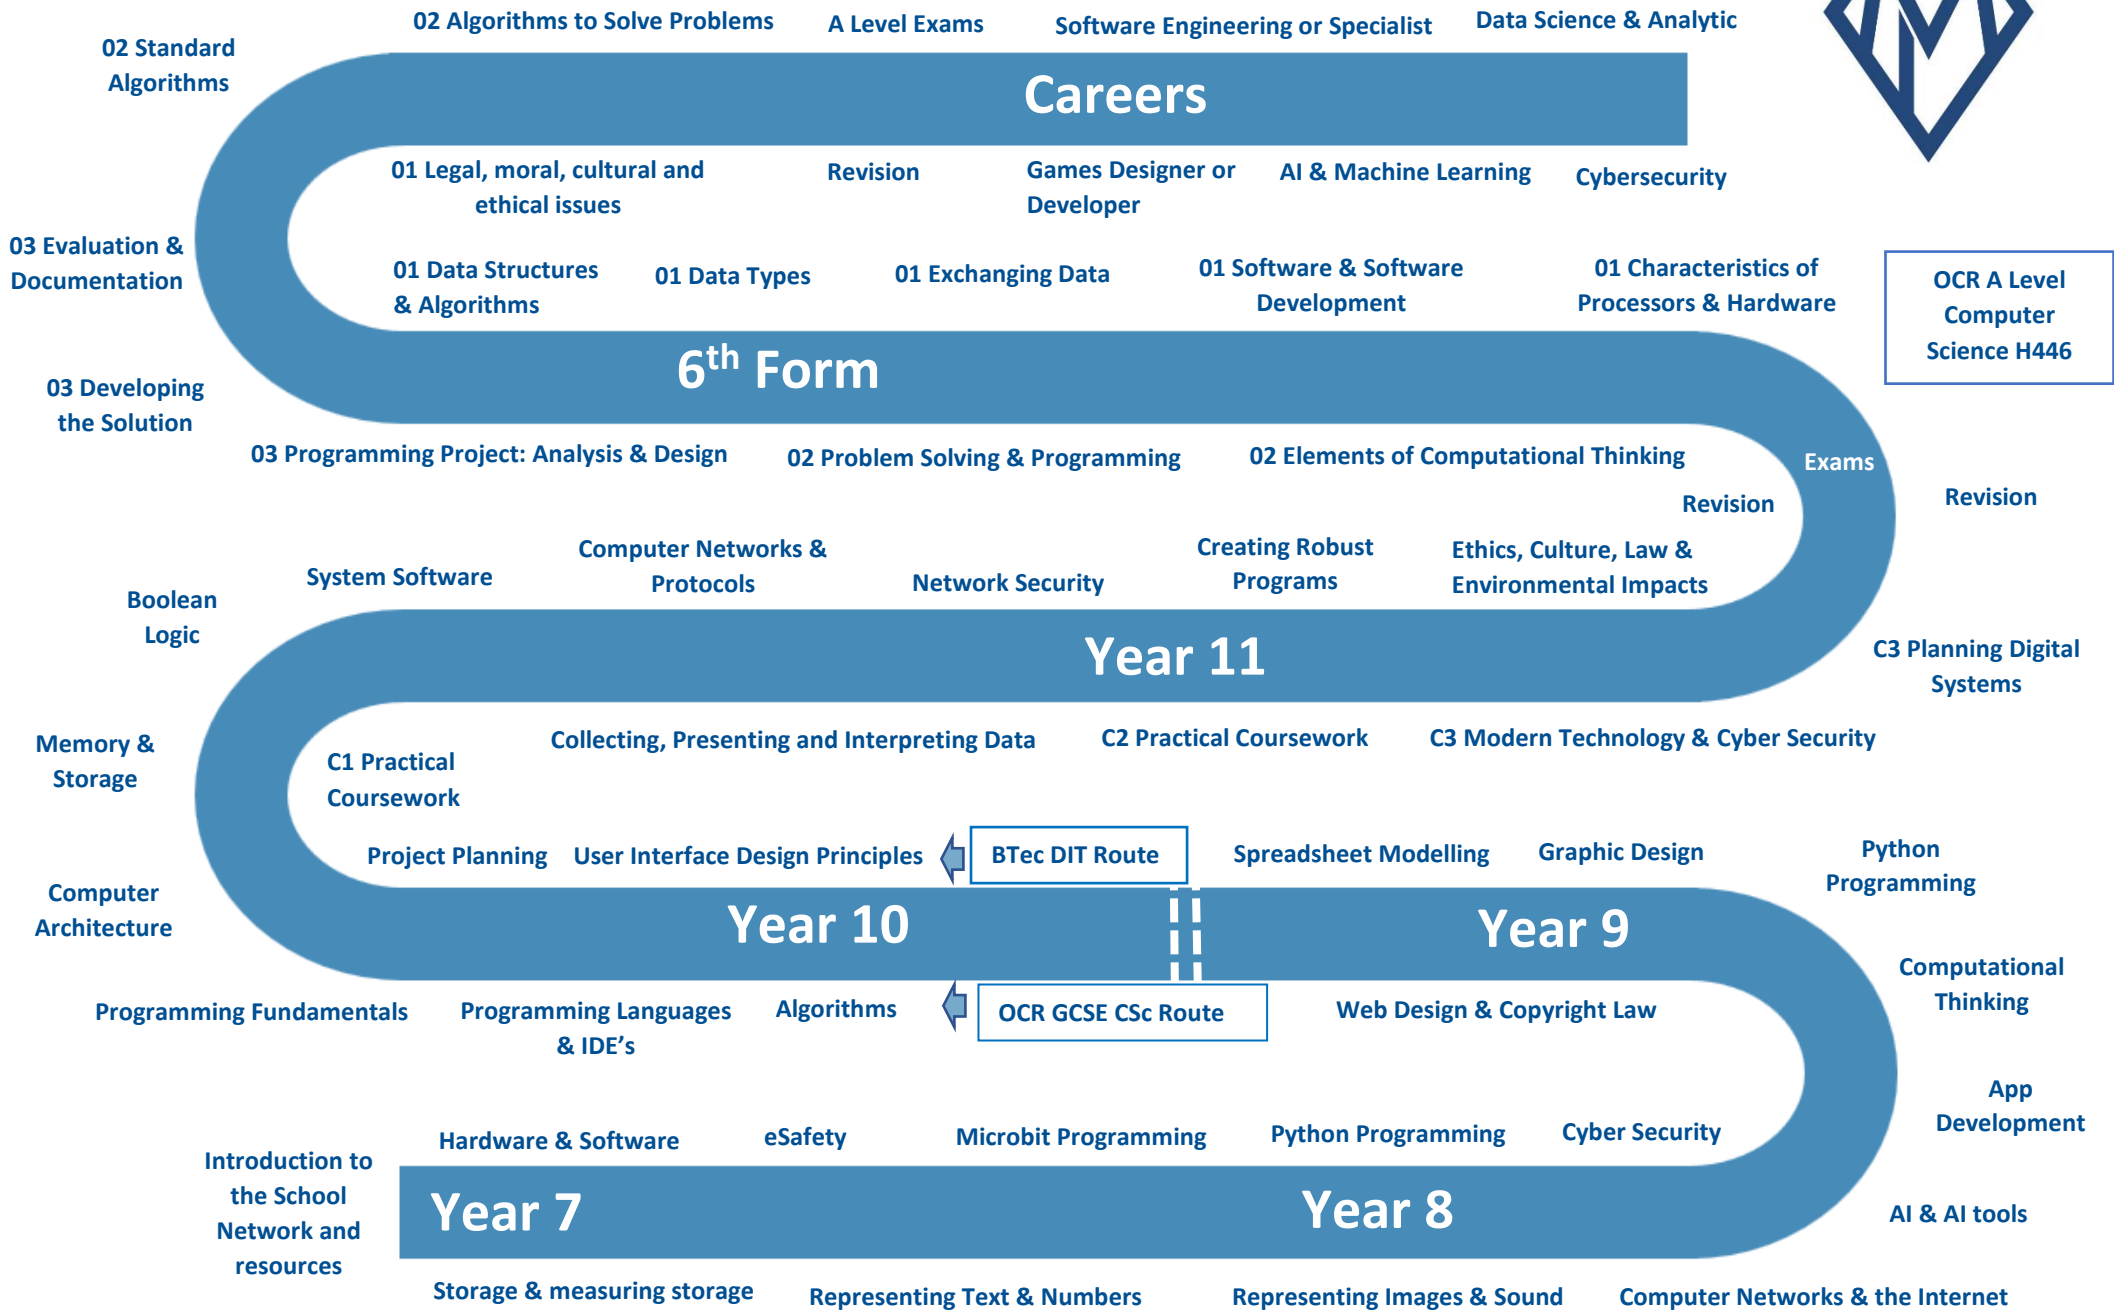 02 Algorithms to Solve Problems
A Level Exams
Software Engineering or Specialist
Data Science & Analytic
02 Standard
Algorithms
Careers
01 Legal, moral, cultural and
ethical issues
Revision
Games Designer or
Developer
AI & Machine Learning
Cybersecurity
03 Evaluation &
Documentation
01 Data Structures
& Algorithms
01 Data Types
01 Exchanging Data
01 Software & Software
Development
01 Characteristics of
Processors & Hardware
OCR A Level
Computer
Science H446
6th Form
03 Developing
the Solution
03 Programming Project: Analysis & Design
02 Problem Solving & Programming
02 Elements of Computational Thinking
Exams
Revision
Revision
Boolean
Logic
System Software
Computer Networks &
Protocols
Network Security
Creating Robust
Programs
Ethics, Culture, Law &
Environmental Impacts
Year 11
C3 Planning Digital
Systems
Memory &
Storage
C1 Practical
Coursework
Collecting, Presenting and Interpreting Data
C2 Practical Coursework
C3 Modern Technology & Cyber Security
Project Planning
User Interface Design Principles
BTec DIT Route
Spreadsheet Modelling
Graphic Design
Python
Programming
Computer
Architecture
Year 10
Year 9
Computational
Thinking
Programming Fundamentals
Programming Languages
& IDE's
Algorithms
OCR GCSE CSc Route
Web Design & Copyright Law
App
Development
Introduction to
the School
Network and
resources
Hardware & Software
eSafety
Microbit Programming
Python Programming
Cyber Security
Year 7
Year 8
AI & AI tools
Storage & measuring storage
Representing Text & Numbers
Representing Images & Sound
Computer Networks & the Internet